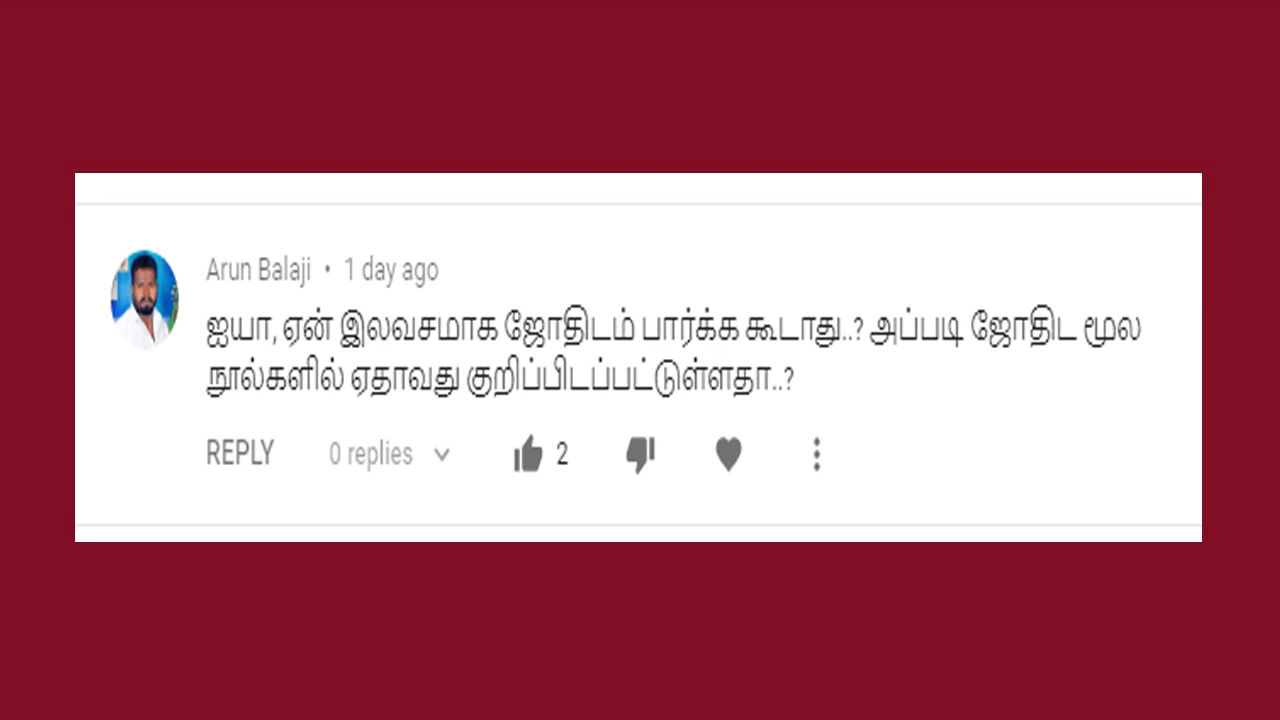 Arun Balaji • 1 day ago
ஐயா, ஏன் இலவசமாக ஜோதிடம் பார்க்க கூடாது..? அப்படி ஜோதிட மூல
நூல்களில் ஏதாவது குறிப்பிடப்பட்டுள்ளதா..?
REPLY 0 replies 2